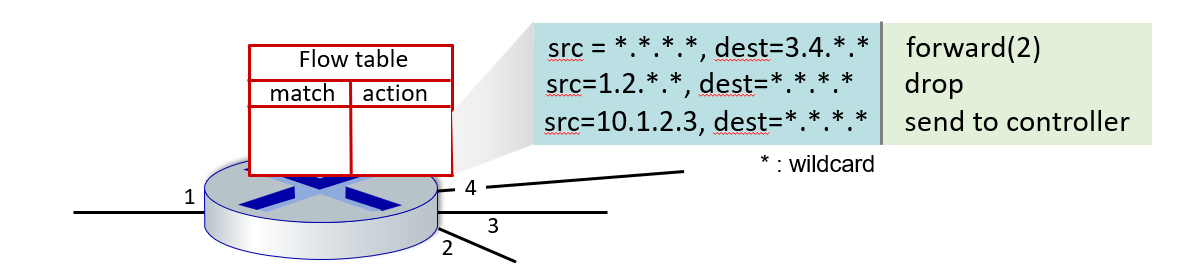 Flow table
match action
src = *.*.*.*, dest=3.4.*.* forward(2)
src=1.2.*.*, dest=*.*.*.* drop
src=10.1.2.3, dest=*.*.*.* send to controller
* : wildcard
1
4
3
2